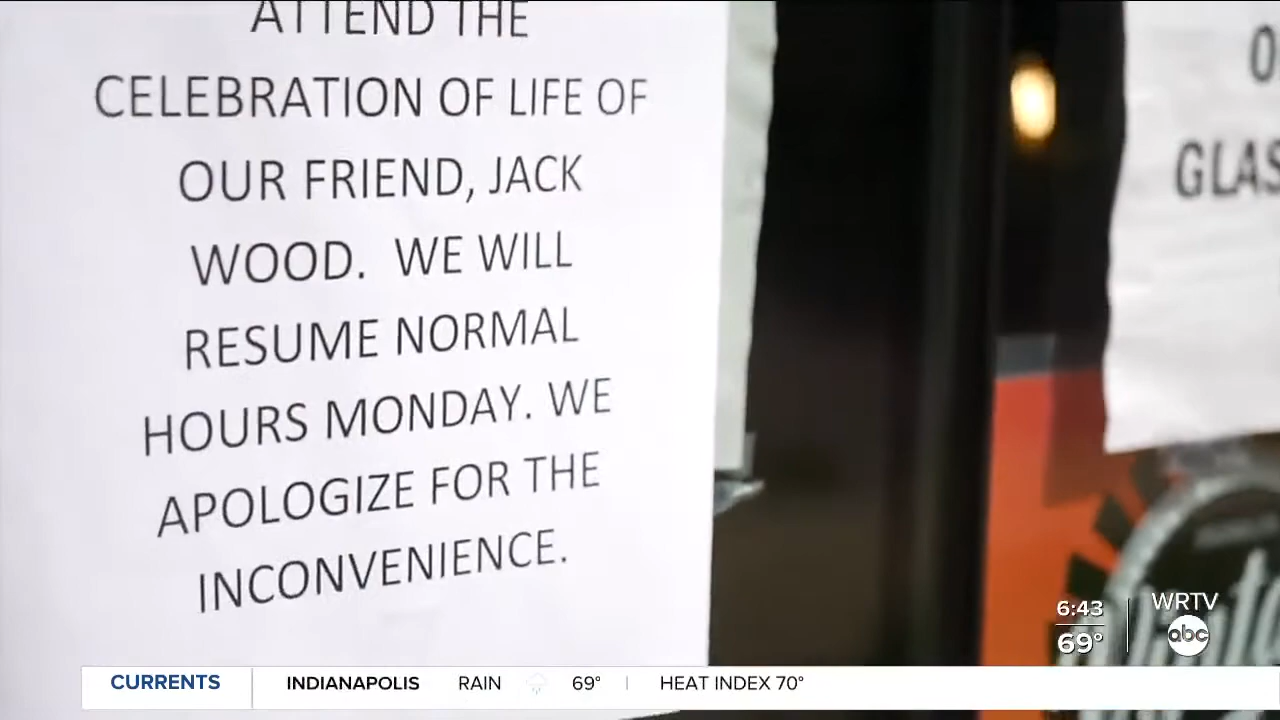 ATTEND THE
CELEBRATION OF LIFE OF
OUR FRIEND, JACK
WOOD. WE WILL
RESUME NORMAL
HOURS MONDAY. WE
APOLOGIZE FOR THE
INCONVENIENCE.
6:43
69°
WRTV
abc
CURRENTS INDIANAPOLIS RAIN 69° HEAT INDEX 70°